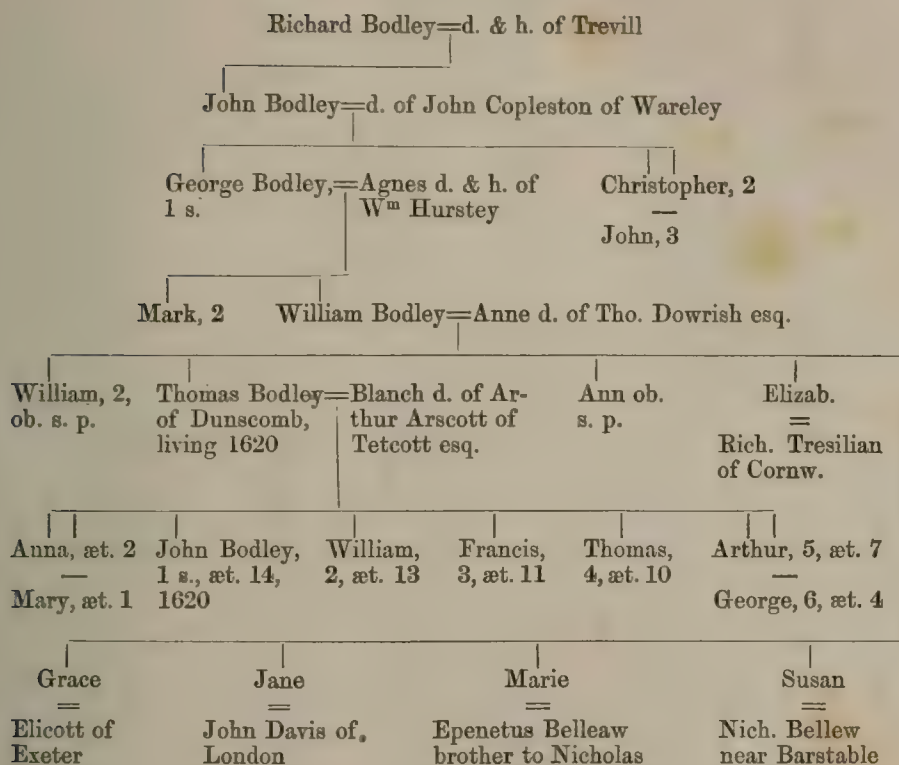 Richard Bodley=d. & h. of Trevill
John Bodley=d. of John Copleston of Wareley
George Bodley,=Agnes d. & h. of
1 s. Wᵐ Hurstey
Christopher, 2
—
John, 3
Mark, 2 William Bodley=Anne d. of Tho. Dowrish esq.
William, 2,
ob. s. p.
Thomas Bodley=Blanch d. of Ar-
of Dunscomb, thur Arscott of
living 1620 Tetcott esq.
Ann ob.
s. p.
Elizab.
=
Rich. Tresilian
of Cornw.
Anna, æt. 2
—
Mary, æt. 1
John Bodley,
1 s., æt. 14,
1620
William,
2, æt. 13
Francis,
3, æt. 11
Thomas,
4, æt. 10
Arthur, 5, æt. 7
—
George, 6, æt. 4
Grace
=
Elicott of
Exeter
Jane
=
John Davis of
London
Marie
=
Epenetus Belleaw
brother to Nicholas
Susan
=
Nich. Bellew
near Barstable